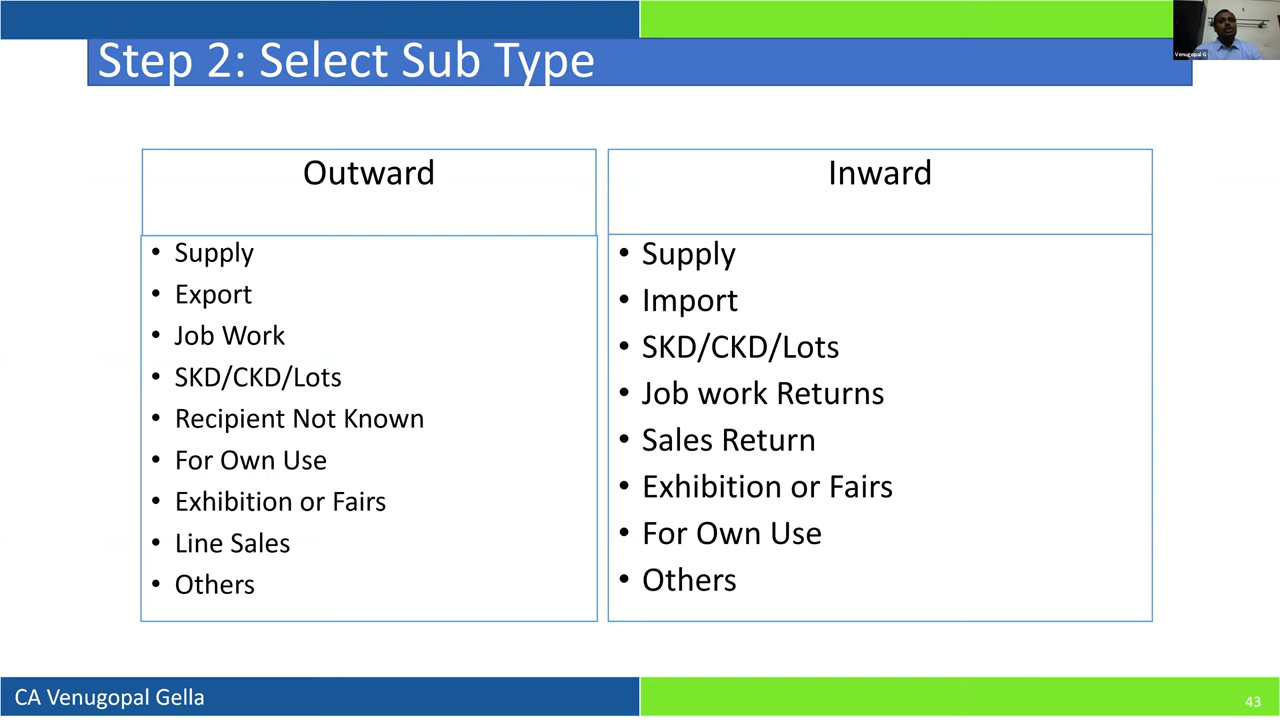 Venugopal G
Step 2: Select Sub Type
Outward
• Supply
• Export
• Job Work
• SKD/CKD/Lots
• Recipient Not Known
• For Own Use
• Exhibition or Fairs
• Line Sales
• Others
Inward
• Supply
• Import
• SKD/CKD/Lots
• Job work Returns
• Sales Return
• Exhibition or Fairs
• For Own Use
• Others
CA Venugopal Gella
43